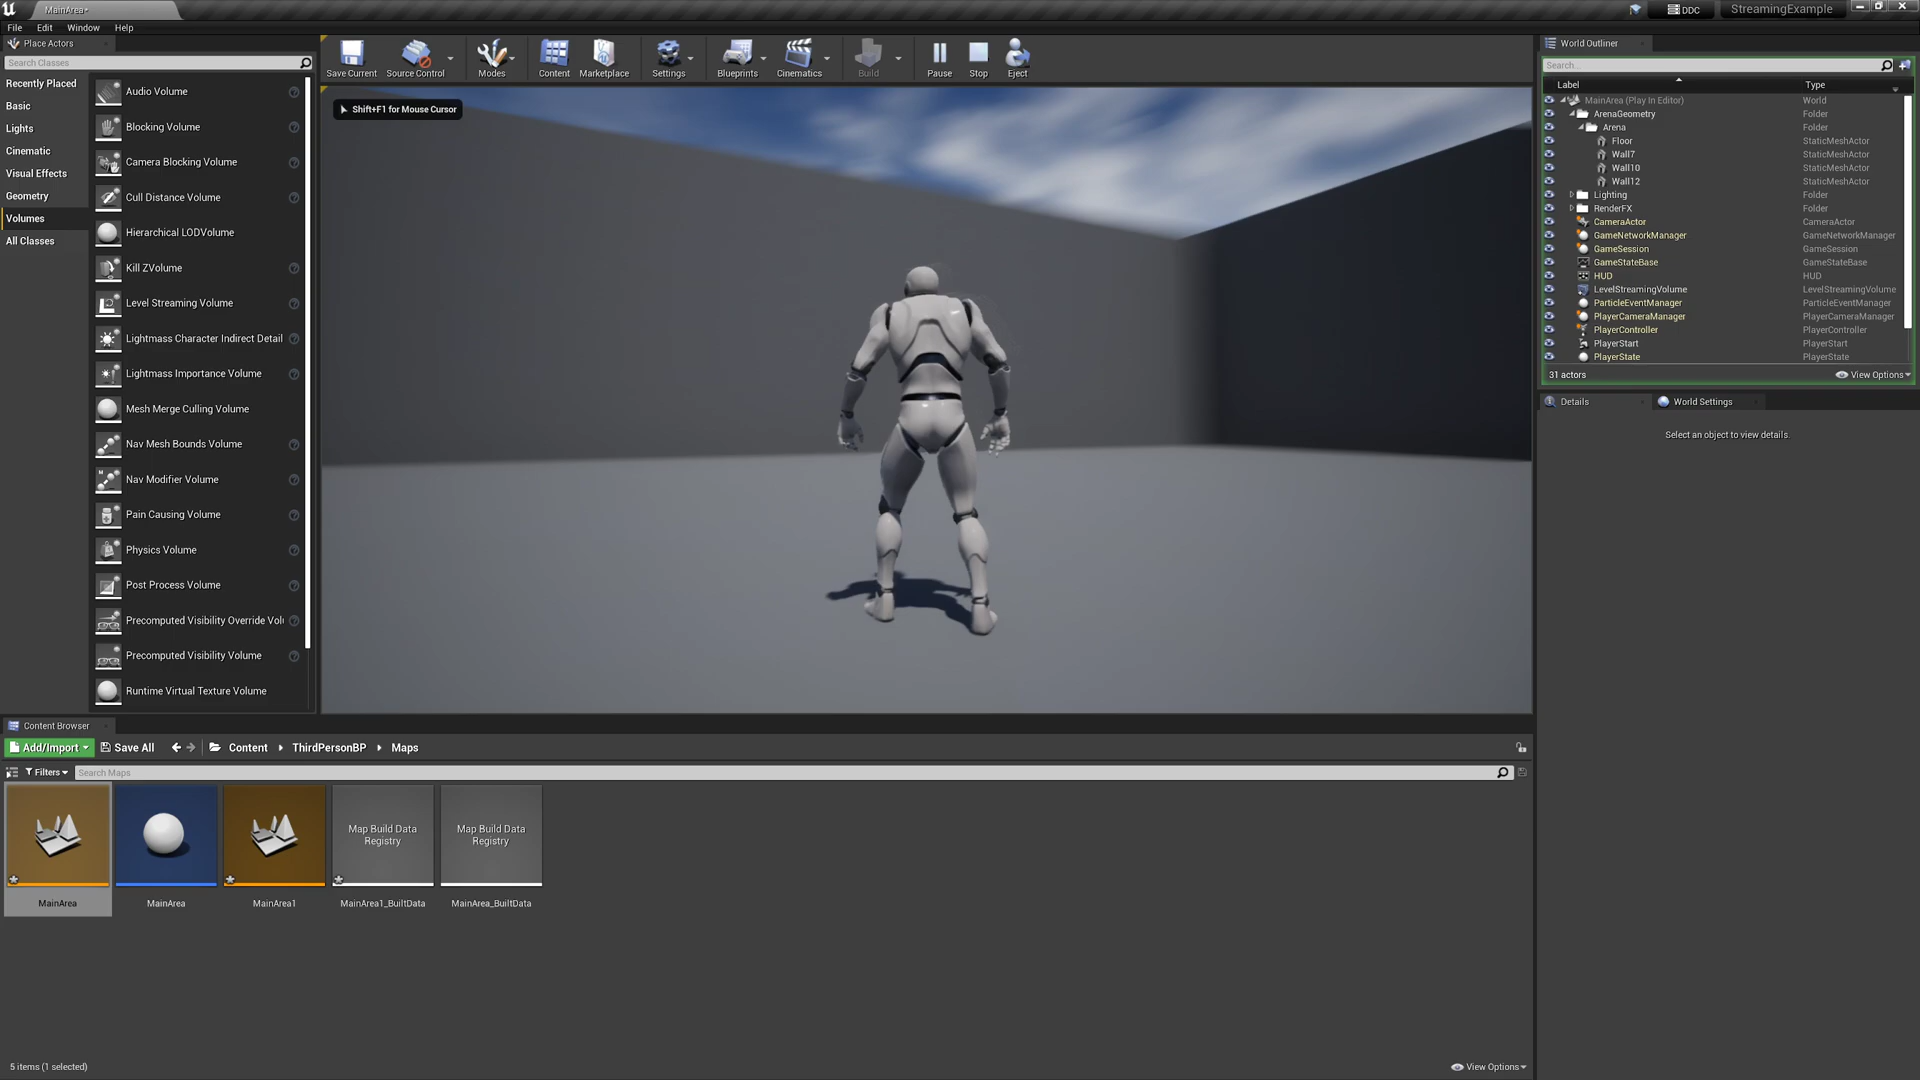 MainArea*
DDC
StreamingExample
File Edit Window Help
Place Actors
Search Classes
Recently Placed
Basic
Lights
Cinematic
Visual Effects
Geometry
Volumes
All Classes
Audio Volume
Blocking Volume
Camera Blocking Volume
Cull Distance Volume
Hierarchical LODVolume
Kill ZVolume
Level Streaming Volume
Lightmass Character Indirect Detail
Lightmass Importance Volume
Mesh Merge Culling Volume
Nav Mesh Bounds Volume
Nav Modifier Volume
Pain Causing Volume
Physics Volume
Post Process Volume
Precomputed Visibility Override Volu
Precomputed Visibility Volume
Runtime Virtual Texture Volume
Save Current Source Control Modes Content Marketplace Settings Blueprints Cinematics Build Pause Stop Eject
Shift+F1 for Mouse Cursor
World Outliner
Search...
Label Type
MainArea (Play In Editor) World
ArenaGeometry Folder
Arena Folder
Floor StaticMeshActor
Wall7 StaticMeshActor
Wall10 StaticMeshActor
Wall12 StaticMeshActor
Lighting Folder
RenderFX Folder
CameraActor CameraActor
GameNetworkManager GameNetworkManager
GameSession GameSession
GameStateBase GameStateBase
HUD HUD
LevelStreamingVolume LevelStreamingVolume
ParticleEventManager ParticleEventManager
PlayerCameraManager PlayerCameraManager
PlayerController PlayerController
PlayerStart PlayerStart
PlayerState PlayerState
31 actors View Options
Details World Settings
Select an object to view details.
Content Browser
Add/Import Save All Content ThirdPersonBP Maps
Filters Search Maps
Map Build Data
Registry
Map Build Data
Registry
MainArea MainArea MainArea1 MainArea1_BuiltData MainArea_BuiltData
5 items (1 selected) View Options